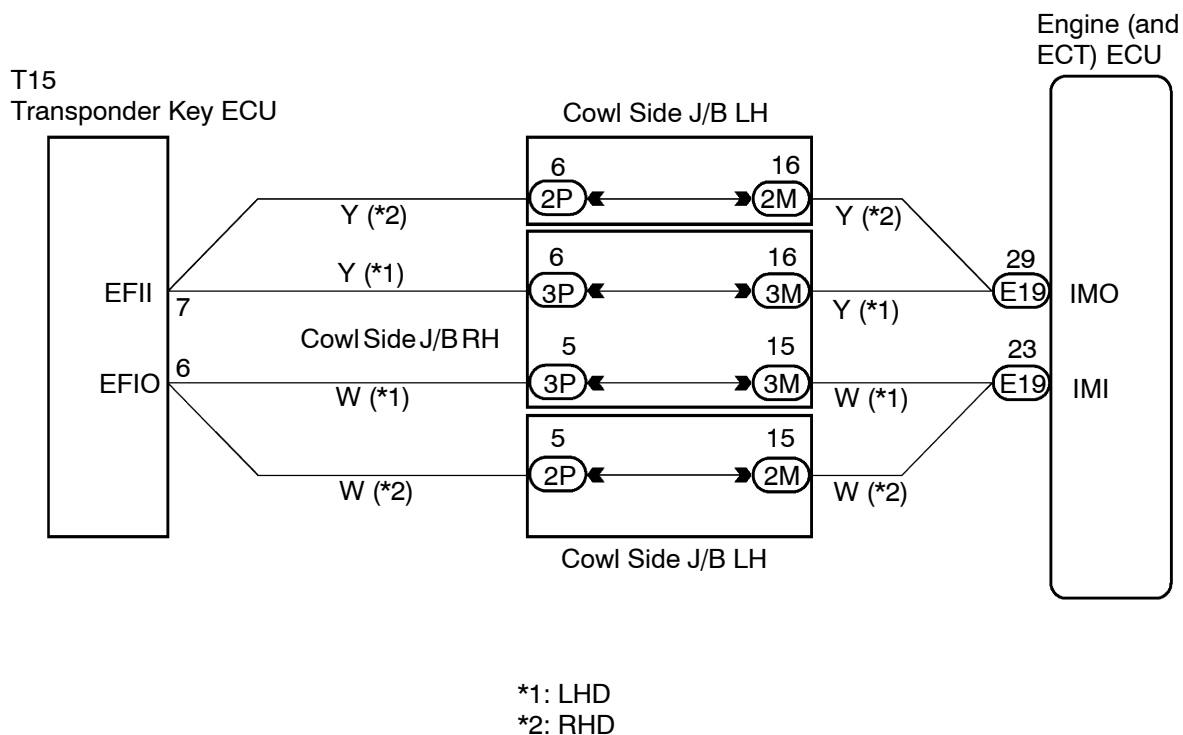 Engine (and
ECT) ECU
T15
Transponder Key ECU
Cowl Side J/B LH
6
16
2P
2M
Y (*2)
Y (*2)
6
16
29
Y (*1)
EFII
3P
3M
E19
IMO
7
Y (*1)
Cowl Side J/B RH
5
15
23
6
EFIO
3P
3M
E19
IMI
W (*1)
W (*1)
5
15
2P
2M
W (*2)
W (*2)
Cowl Side J/B LH
*1: LHD
*2: RHD